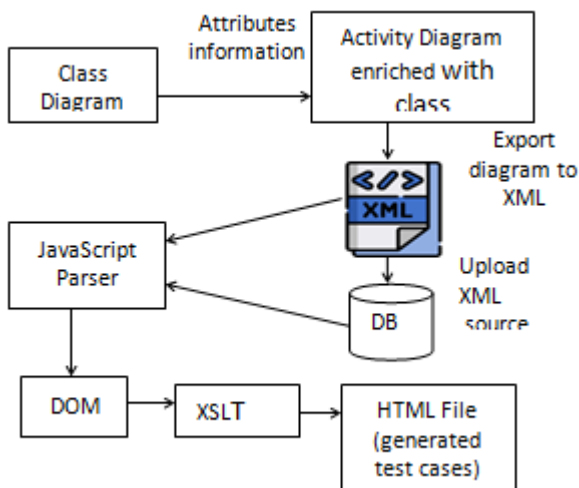 Attributes
information
Class
Diagram
Activity Diagram
enriched with
class
Export
diagram to
XML
</>
XML
JavaScript
Parser
Upload
XML
source
DB
DOM
XSLT
HTML File
(generated
test cases)